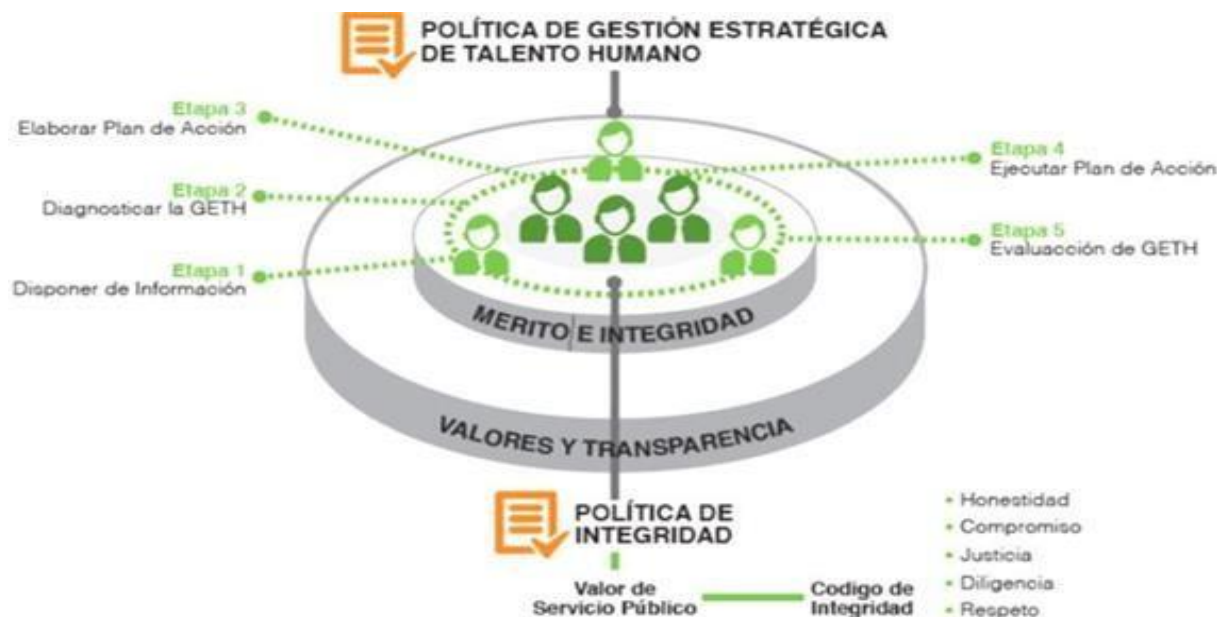 POLÍTICA DE GESTIÓN ESTRATÉGICA
DE TALENTO HUMANO
Etapa 3
Elaborar Plan de Acción
Etapa 2
Diagnosticar la GETH
Etapa 1
Disponer de Información
Etapa 4
Ejecutar Plan de Acción
Etapa 5
Evaluacción de GETH
MERITO E INTEGRIDAD
VALORES Y TRANSPARENCIA
POLÍTICA DE
INTEGRIDAD
Valor de
Servicio Público
Codigo de
Integridad
• Honestidad
• Compromiso
• Justicia
• Diligencia
• Respeto